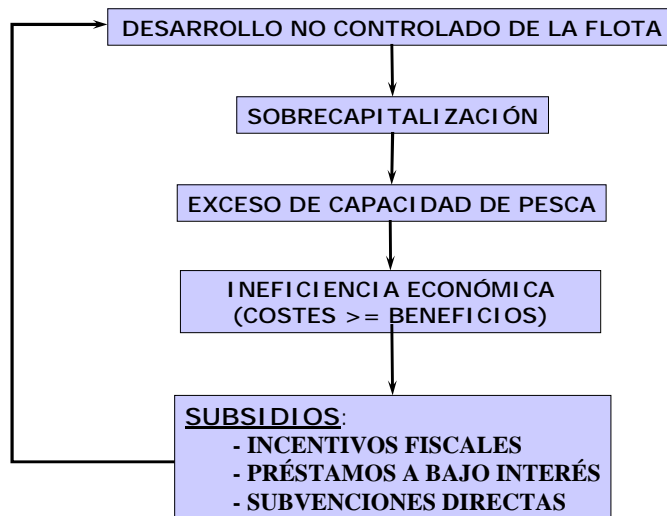 DESARROLLO NO CONTROLADO DE LA FLOTA
SOBRECAPITALIZACIÓN
EXCESO DE CAPACIDAD DE PESCA
INEFICIENCIA ECONÓMICA
(COSTES >= BENEFICIOS)
SUBSIDIOS:
- INCENTIVOS FISCALES
- PRÉSTAMOS A BAJO INTERÉS
- SUBVENCIONES DIRECTAS